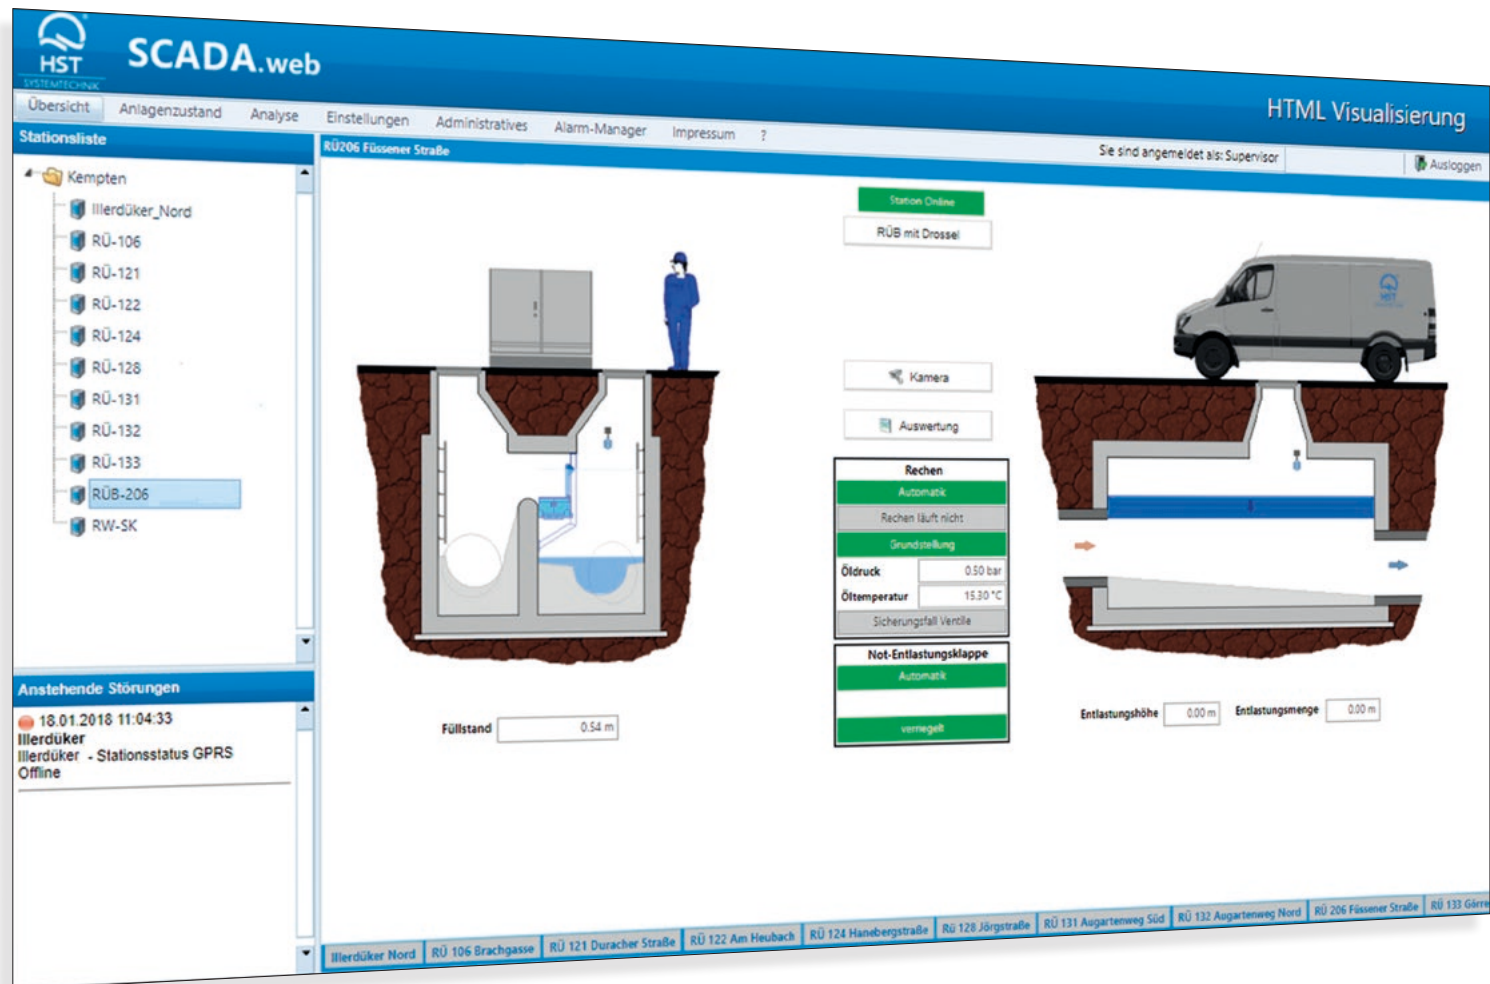 HST
SYSTEMTECHNIK
SCADA.web
HTML Visualisierung
Übersicht Anlagenzustand Analyse Einstellungen Administratives Alarm-Manager Impressum ?
Sie sind angemeldet als: Supervisor
Ausloggen
Stationsliste
Kempten
Illerdüker_Nord
RÜ-106
RÜ-121
RÜ-122
RÜ-124
RÜ-128
RÜ-131
RÜ-132
RÜ-133
RÜB-206
RW-SK
Anstehende Störungen
18.01.2018 11:04:33
Illerdüker
Illerdüker - Stationsstatus GPRS
Offline
RÜ206 Füssener Straße
Station Online
RÜB mit Drossel
Kamera
Auswertung
Rechen
Automatik
Rechen läuft nicht
Grundstellung
Öldruck 0.50 bar
Öltemperatur 15.30 °C
Sicherungsfall Ventile
Not-Entlastungsklappe
Automatik
verriegelt
Füllstand 0.54 m
HST
Entlastungshöhe 0.00 m Entlastungsmenge 0.00 m
Illerdüker Nord RÜ 106 Brachgasse RÜ 121 Duracher Straße RÜ 122 Am Heubach RÜ 124 Hanebergstraße RÜ 128 Jörgstraße RÜ 131 Augartenweg Süd RÜ 132 Augartenweg Nord RÜ 206 Füssener Straße RÜ 133 Görre